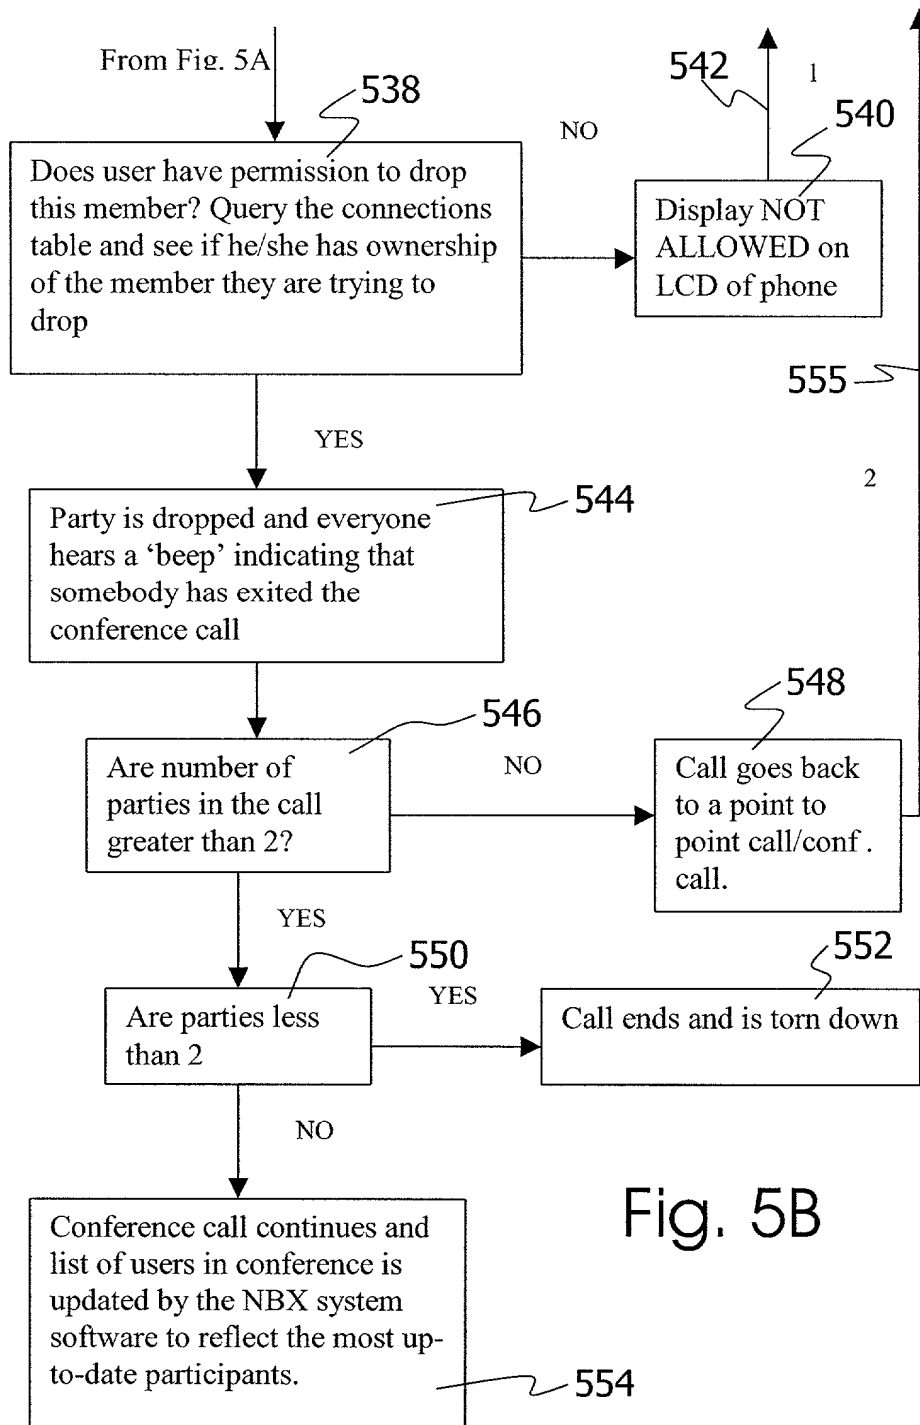 From Fig. 5A
538
542
1
540
NO
Does user have permission to drop
this member? Query the connections
table and see if he/she has ownership
of the member they are trying to
drop
Display NOT
ALLOWED on
LCD of phone
555
YES
2
544
Party is dropped and everyone
hears a ‘beep’ indicating that
somebody has exited the
conference call
546
548
Are number of
parties in the call
greater than 2?
NO
Call goes back
to a point to
point call/conf .
call.
YES
550
552
YES
Are parties less
than 2
Call ends and is torn down
NO
Fig. 5B
Conference call continues and
list of users in conference is
updated by the NBX system
software to reflect the most up-
to-date participants.
554